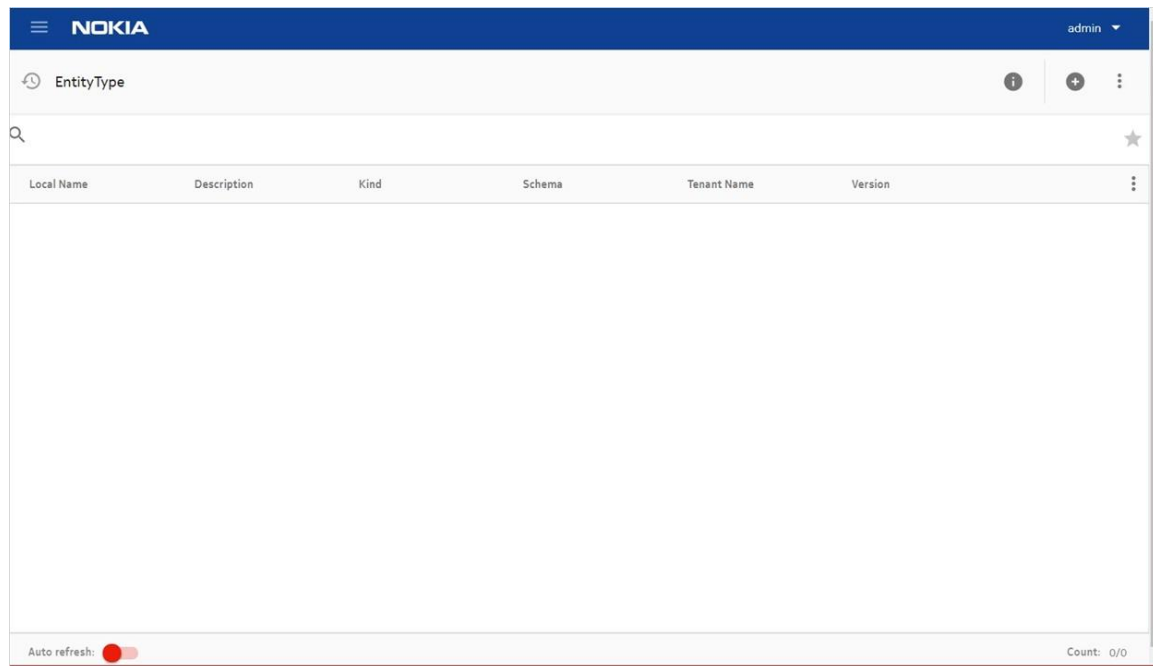 NOKIA admin
EntityType
Local Name Description Kind Schema Tenant Name Version
Auto refresh: Count: 0/0